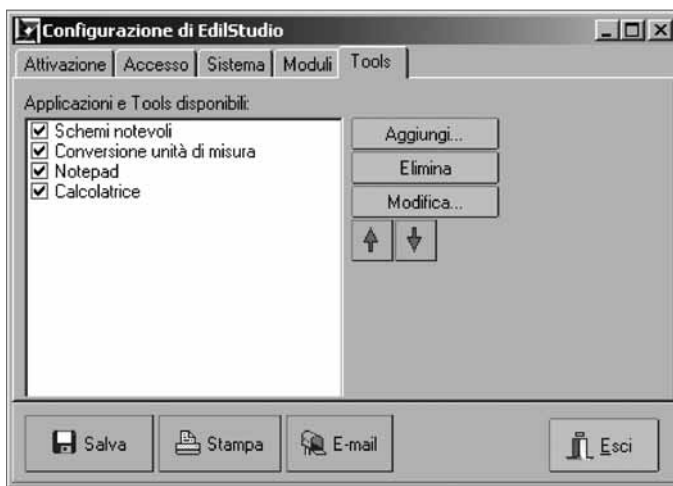 Configurazione di EdilStudio
Attivazione Accesso Sistema Moduli Tools
Applicazioni e Tools disponibili:
Schemi notevoli
Conversione unità di misura
Notepad
Calcolatrice
Aggiungi...
Elimina
Modifica...
Salva Stampa E-mail Esci